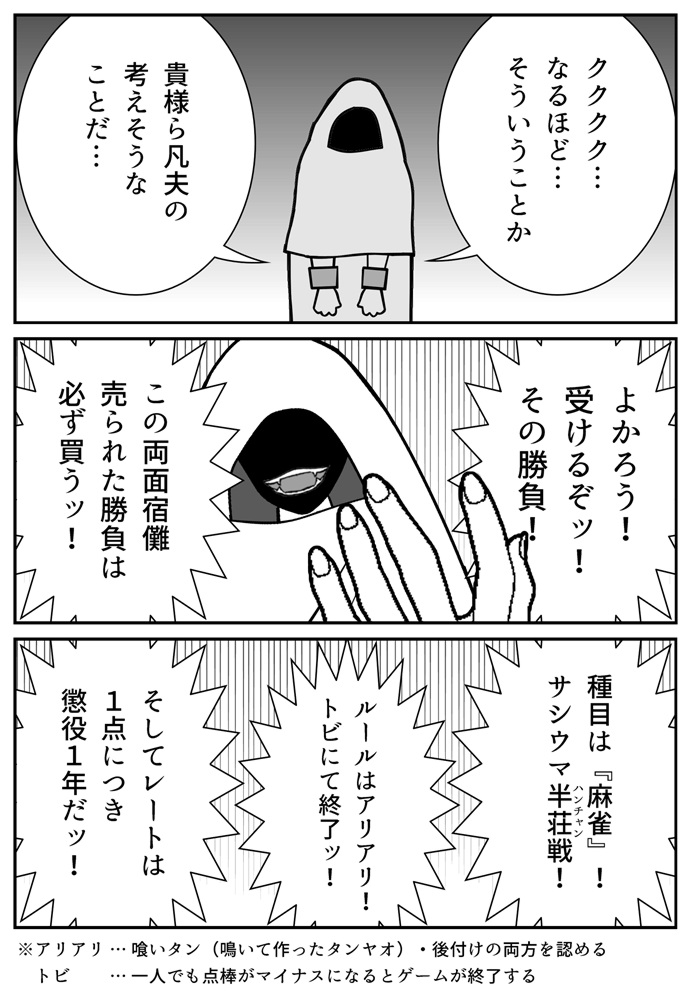 クククク…
なるほど…
そういうことか
貴様ら凡夫の
考えそうな
ことだ…
よかろう！
受けるぞッ！
その勝負！
この両面宿儺
売られた勝負は
必ず買うッ！
種目は『麻雀』！
サシウマ半荘戦！
ハンチャン
ルールはアリアリ！
トビにて終了ッ！
そしてレートは
１点につき
懲役１年だッ！
※アリアリ … 喰いタン（鳴いて作ったタンヤオ）・後付けの両方を認める
トビ　　… 一人でも点棒がマイナスになるとゲームが終了する